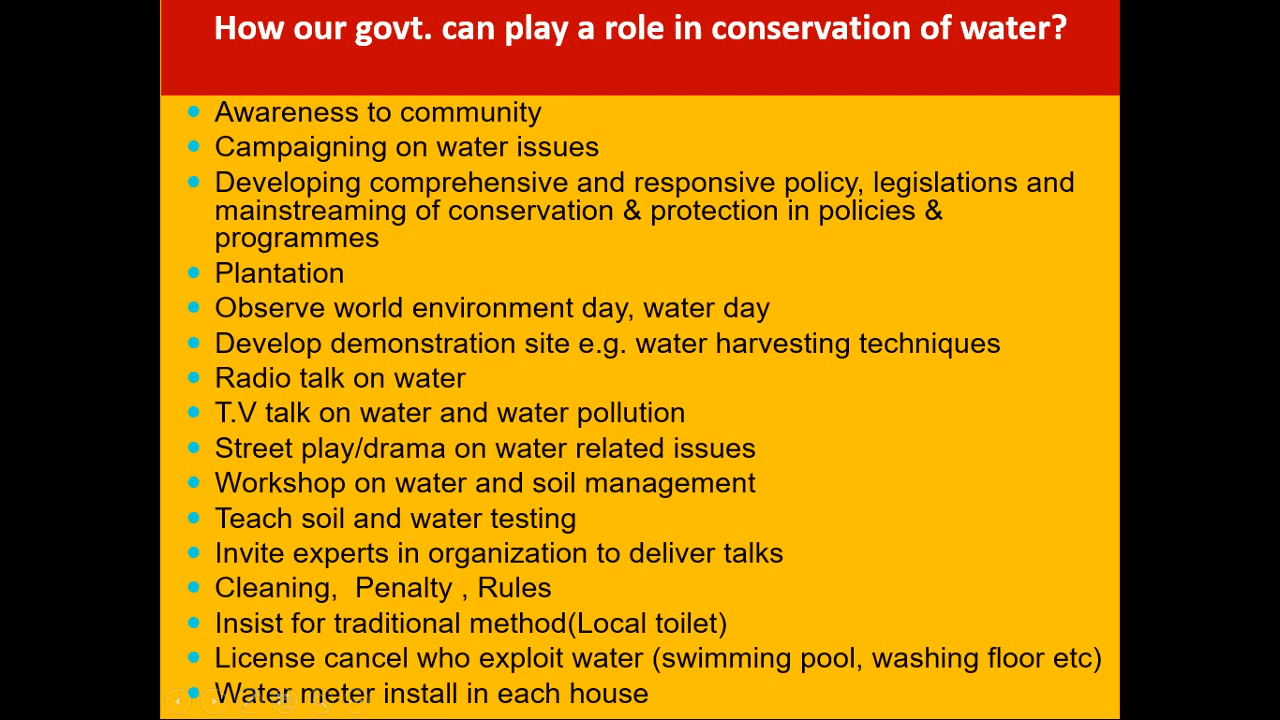 How our govt. can play a role in conservation of water?
• Awareness to community
• Campaigning on water issues
• Developing comprehensive and responsive policy, legislations and
mainstreaming of conservation & protection in policies &
programmes
• Plantation
• Observe world environment day, water day
• Develop demonstration site e.g. water harvesting techniques
• Radio talk on water
• T.V talk on water and water pollution
• Street play/drama on water related issues
• Workshop on water and soil management
• Teach soil and water testing
• Invite experts in organization to deliver talks
• Cleaning,  Penalty , Rules
• Insist for traditional method(Local toilet)
• License cancel who exploit water (swimming pool, washing floor etc)
• Water meter install in each house